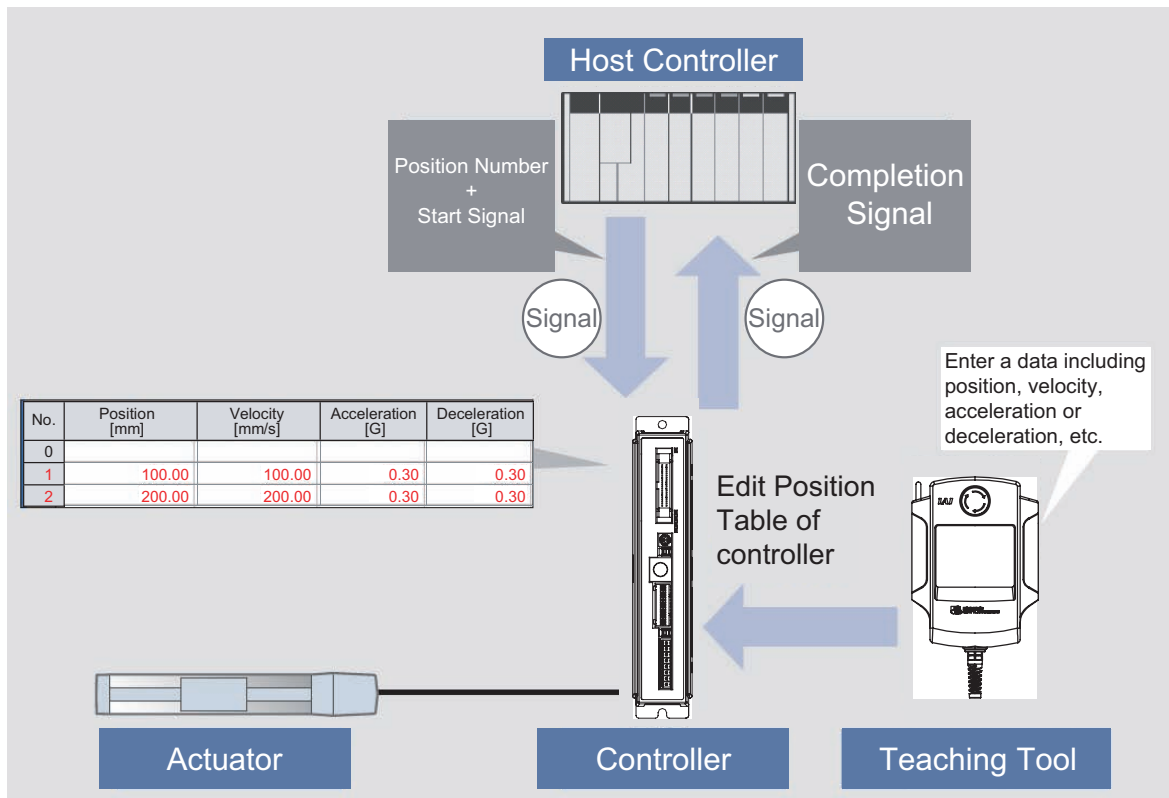 Host Controller
Position Number
+
Start Signal
Completion
Signal
Signal
Signal
Enter a data including
position, velocity,
acceleration or
deceleration, etc.
No. Position [mm] Velocity [mm/s] Acceleration [G] Deceleration [G]
0
1 100.00 100.00 0.30 0.30
2 200.00 200.00 0.30 0.30
Edit Position
Table of
controller
IAI
Actuator
Controller
Teaching Tool